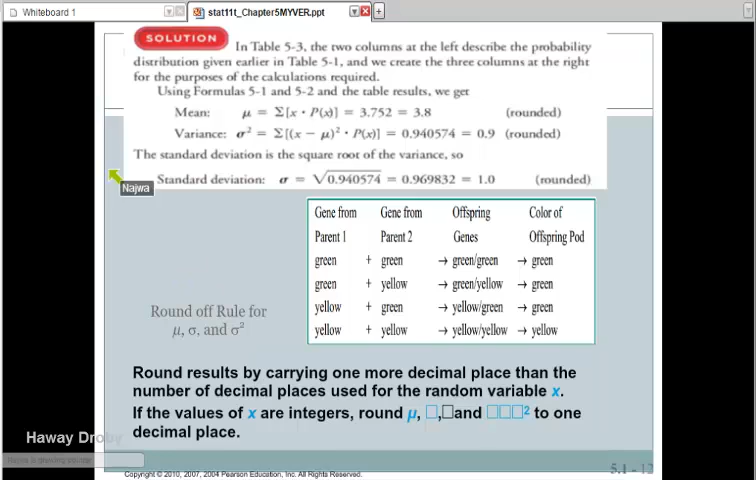 Whiteboard 1
stat11t_Chapter5MYVER.ppt
SOLUTION
In Table 5-3, the two columns at the left describe the probability
distribution given earlier in Table 5-1, and we create the three columns at the right
for the purposes of the calculations required.
Using Formulas 5-1 and 5-2 and the table results, we get
Mean: μ = Σ[x · P(x)] = 3.752 = 3.8 (rounded)
Variance: σ² = Σ[(x − μ)² · P(x)] = 0.940574 = 0.9 (rounded)
The standard deviation is the square root of the variance, so
Standard deviation: σ = √0.940574 = 0.969832 = 1.0 (rounded)
Najwa
Gene from Gene from Offspring Color of
Parent 1 Parent 2 Genes Offspring Pod
green + green → green/green → green
green + yellow → green/yellow → green
yellow + green → yellow/green → green
yellow + yellow → yellow/yellow → yellow
Round off Rule for
μ, σ, and σ²
Round results by carrying one more decimal place than the
number of decimal places used for the random variable x.
If the values of x are integers, round μ, □,□and □□□² to one
decimal place.
Haway Droby
Copyright © 2010, 2007, 2004 Pearson Education, Inc. All Rights Reserved.
5.1 - 12